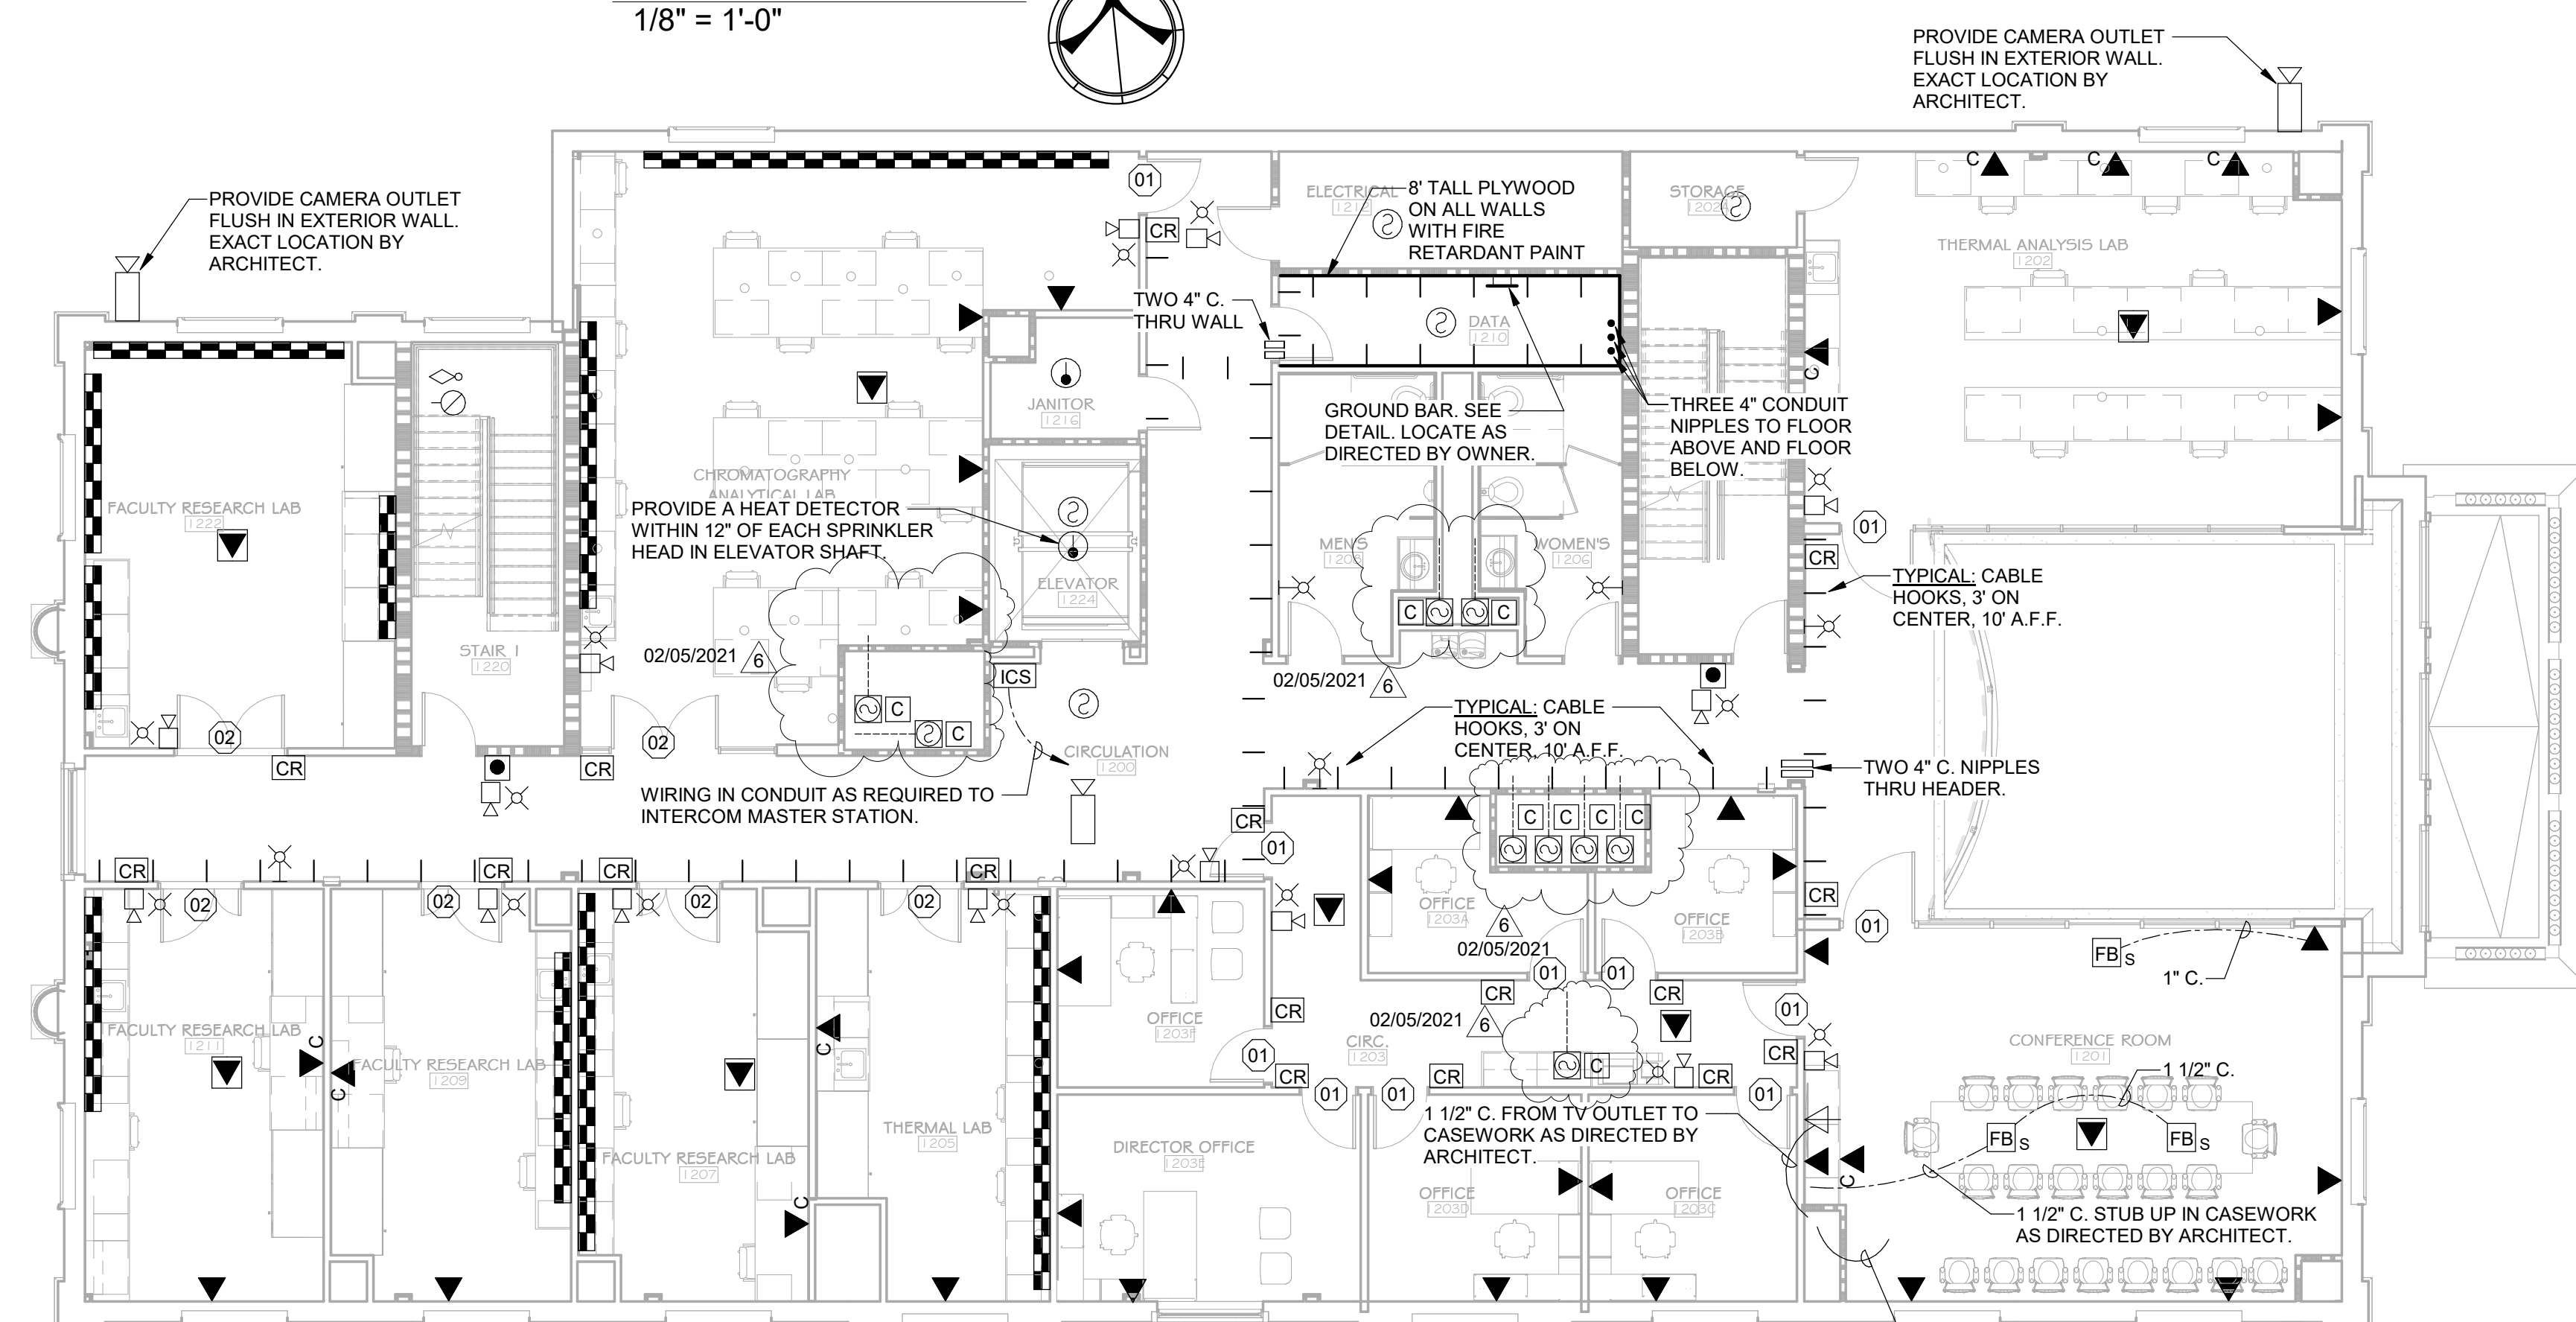 1/8" = 1'-0"
PROVIDE CAMERA OUTLET
FLUSH IN EXTERIOR WALL.
EXACT LOCATION BY
ARCHITECT.
PROVIDE CAMERA OUTLET
FLUSH IN EXTERIOR WALL.
EXACT LOCATION BY
ARCHITECT.
01
CR
ELECTRICAL
1212
8' TALL PLYWOOD
ON ALL WALLS
WITH FIRE
RETARDANT PAINT
STORAGE
1202A
C
C
C
THERMAL ANALYSIS LAB
1202
TWO 4" C.
THRU WALL
DATA
1210
C
JANITOR
1216
GROUND BAR. SEE
DETAIL. LOCATE AS
DIRECTED BY OWNER.
THREE 4" CONDUIT
NIPPLES TO FLOOR
ABOVE AND FLOOR
BELOW.
FACULTY RESEARCH LAB
1222
CHROMATOGRAPHY
ANALYTICAL LAB
PROVIDE A HEAT DETECTOR
WITHIN 12" OF EACH SPRINKLER
HEAD IN ELEVATOR SHAFT.
ELEVATOR
1224
MEN'S
1208
WOMEN'S
1206
C
C
01
CR
TYPICAL: CABLE
HOOKS, 3' ON
CENTER, 10' A.F.F.
STAIR 1
1220
02/05/2021
6
ICS
C
C
02/05/2021
6
02
02
CR
CR
CIRCULATION
1200
TYPICAL: CABLE
HOOKS, 3' ON
CENTER, 10' A.F.F.
TWO 4" C. NIPPLES
THRU HEADER.
WIRING IN CONDUIT AS REQUIRED TO
INTERCOM MASTER STATION.
CR
01
C
C
C
C
CR
CR
CR
CR
CR
02
02
02
02
OFFICE
1203A
6
02/05/2021
OFFICE
1203B
01
FB S
1" C.
01
01
CR
CR
OFFICE
1203F
CR
01
02/05/2021
6
CIRC.
1203
C
01
CR
CR
CR
CR
01
01
01
FACULTY RESEARCH LAB
1211
C
C
FACULTY RESEARCH LAB
1209
C
CONFERENCE ROOM
1201
1 1/2" C.
FB S
FB S
THERMAL LAB
1205
FACULTY RESEARCH LAB
1207
C
DIRECTOR OFFICE
1203E
1 1/2" C. FROM TV OUTLET TO
CASEWORK AS DIRECTED BY
ARCHITECT.
OFFICE
1203D
OFFICE
1203C
C
1 1/2" C. STUB UP IN CASEWORK
AS DIRECTED BY ARCHITECT.